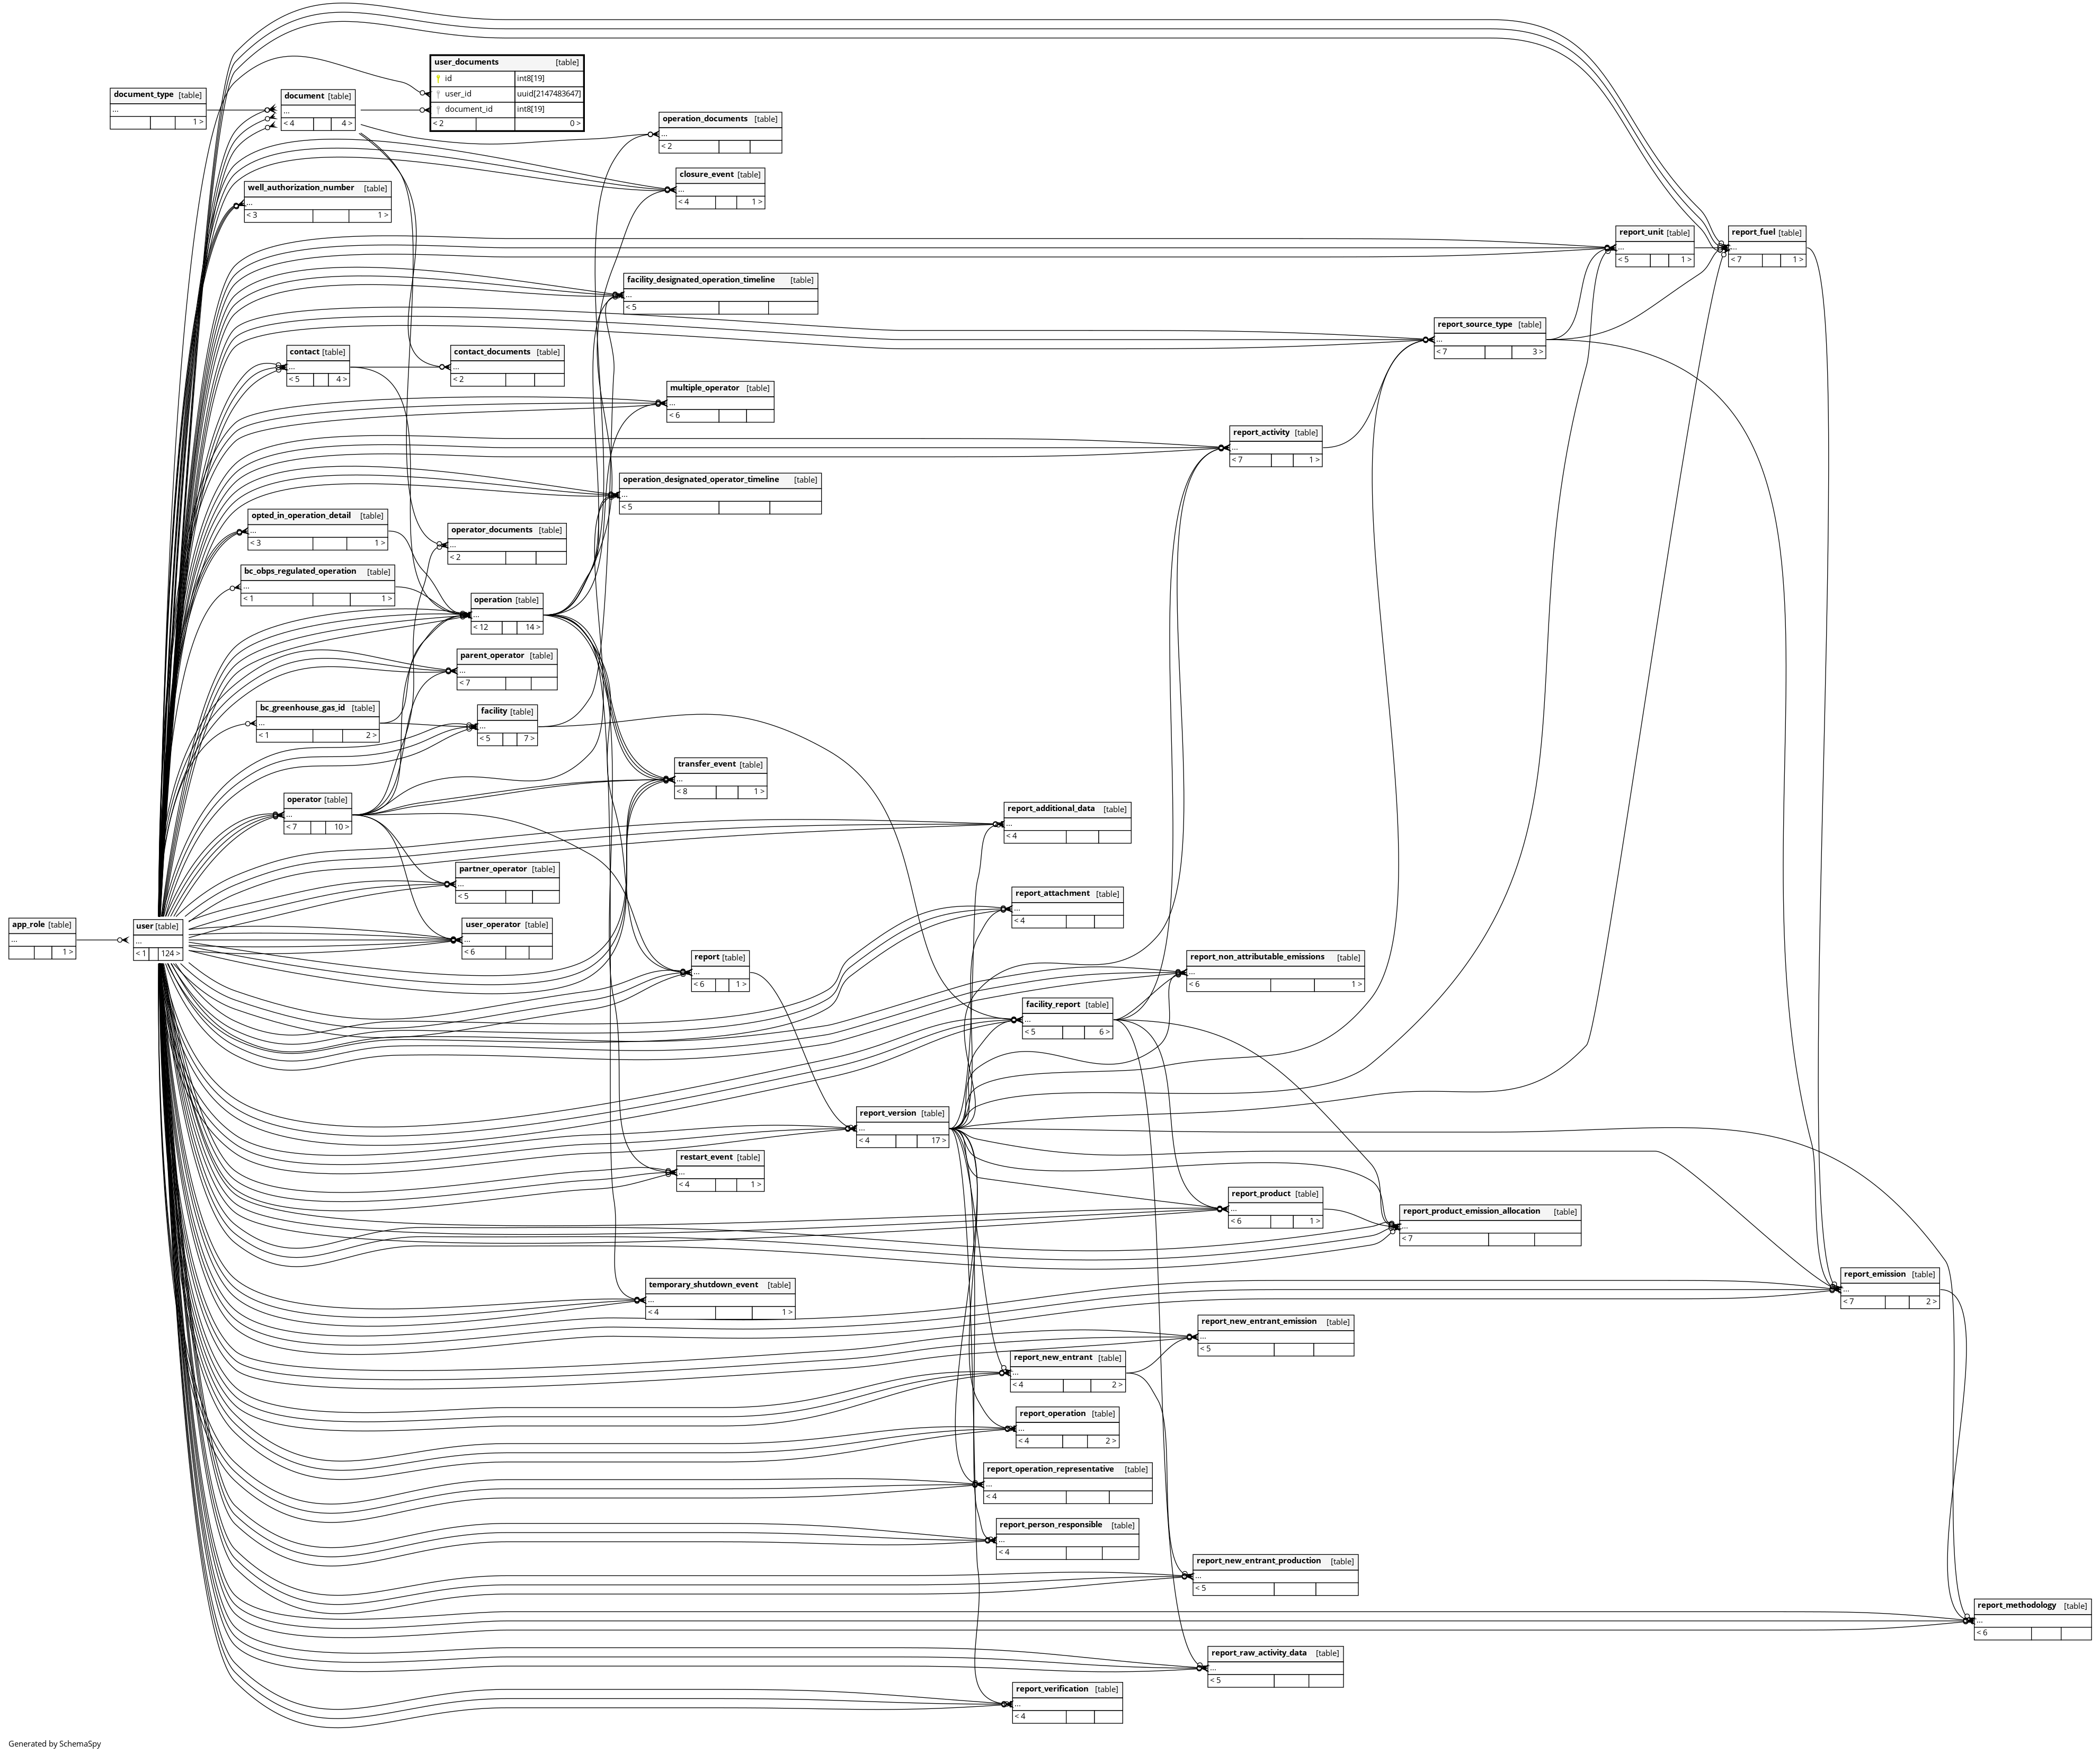 user_documents [table]
id int8[19]
user_id uuid[2147483647]
document_id int8[19]
< 2 0 >
document_type [table]
...
1 >
document [table]
...
< 4 4 >
operation_documents [table]
...
< 2
closure_event [table]
...
< 4 1 >
well_authorization_number [table]
...
< 3 1 >
report_unit [table]
...
< 5 1 >
report_fuel [table]
...
< 7 1 >
facility_designated_operation_timeline [table]
...
< 5
report_source_type [table]
...
< 7 3 >
contact [table]
...
< 5 4 >
contact_documents [table]
...
< 2
multiple_operator [table]
...
< 6
report_activity [table]
...
< 7 1 >
operation_designated_operator_timeline [table]
...
< 5
opted_in_operation_detail [table]
...
< 3 1 >
operator_documents [table]
...
< 2
bc_obps_regulated_operation [table]
...
< 1 1 >
operation [table]
...
< 12 14 >
parent_operator [table]
...
< 7
bc_greenhouse_gas_id [table]
...
< 1 2 >
facility [table]
...
< 5 7 >
transfer_event [table]
...
< 8 1 >
operator [table]
...
< 7 10 >
report_additional_data [table]
...
< 4
partner_operator [table]
...
< 5
report_attachment [table]
...
< 4
app_role [table]
...
1 >
user [table]
...
< 1 124 >
user_operator [table]
...
< 6
report [table]
...
< 6 1 >
report_non_attributable_emissions [table]
...
< 6 1 >
facility_report [table]
...
< 5 6 >
report_version [table]
...
< 4 17 >
restart_event [table]
...
< 4 1 >
report_product [table]
...
< 6 1 >
report_product_emission_allocation [table]
...
< 7
report_emission [table]
...
< 7 2 >
temporary_shutdown_event [table]
...
< 4 1 >
report_new_entrant_emission [table]
...
< 5
report_new_entrant [table]
...
< 4 2 >
report_operation [table]
...
< 4 2 >
report_operation_representative [table]
...
< 4
report_person_responsible [table]
...
< 4
report_new_entrant_production [table]
...
< 5
report_methodology [table]
...
< 6
report_raw_activity_data [table]
...
< 5
report_verification [table]
...
< 4
Generated by SchemaSpy